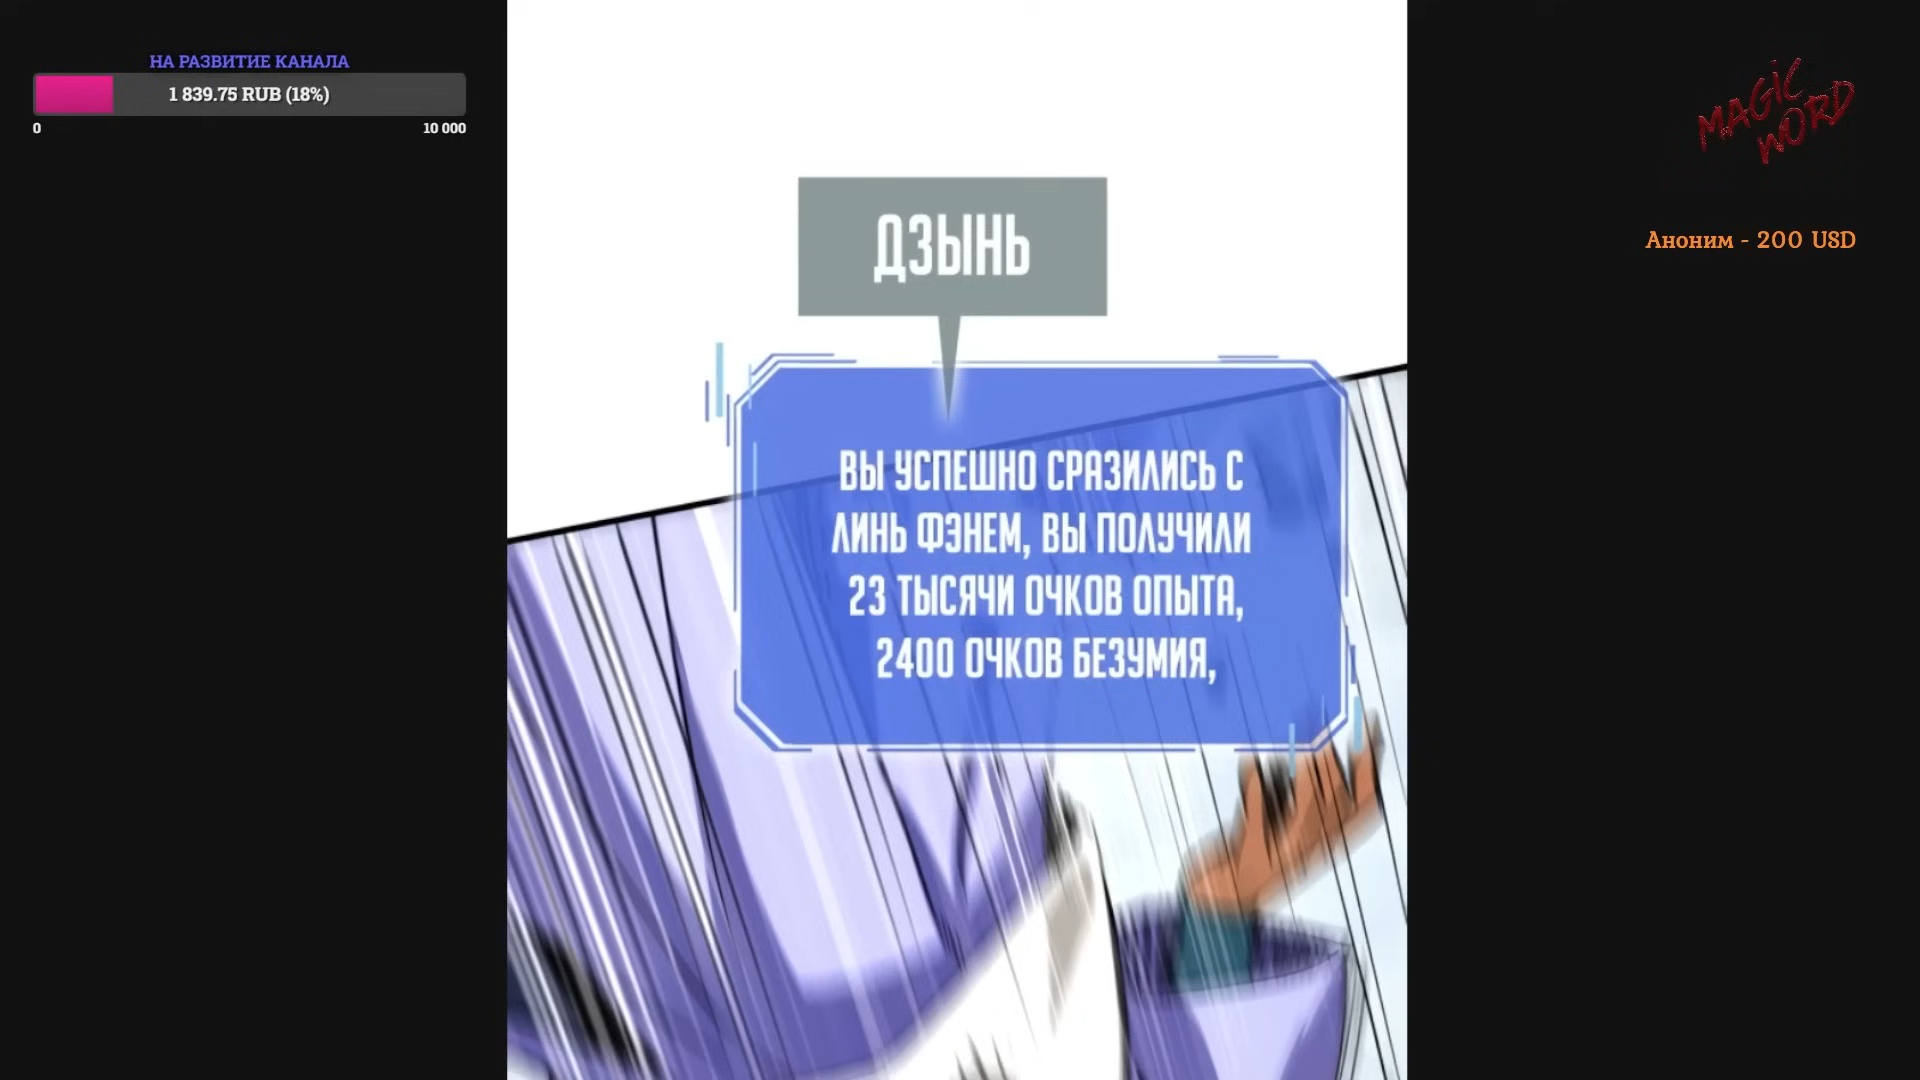 НА РАЗВИТИЕ КАНАЛА
1 839.75 RUB (18%)
0
10 000
MAGIC
WORD
Аноним - 200 USD
ДЗЫНЬ
ВЫ УСПЕШНО СРАЗИЛИСЬ С
ЛИНЬ ФЭНЕМ, ВЫ ПОЛУЧИЛИ
23 ТЫСЯЧИ ОЧКОВ ОПЫТА,
2400 ОЧКОВ БЕЗУМИЯ,